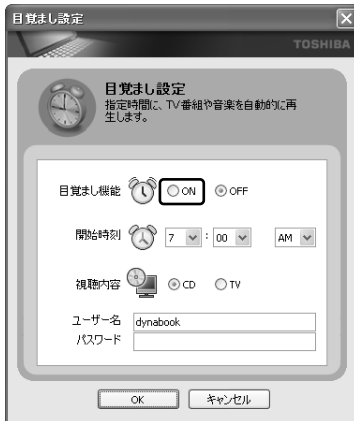 目覚まし設定
TOSHIBA
目覚まし設定
指定時間に、TV番組や音楽を自動的に再
生します。
目覚まし機能 ON OFF
開始時刻 7 : 00 AM
視聴内容 CD TV
ユーザー名 dynabook
パスワード
OK キャンセル